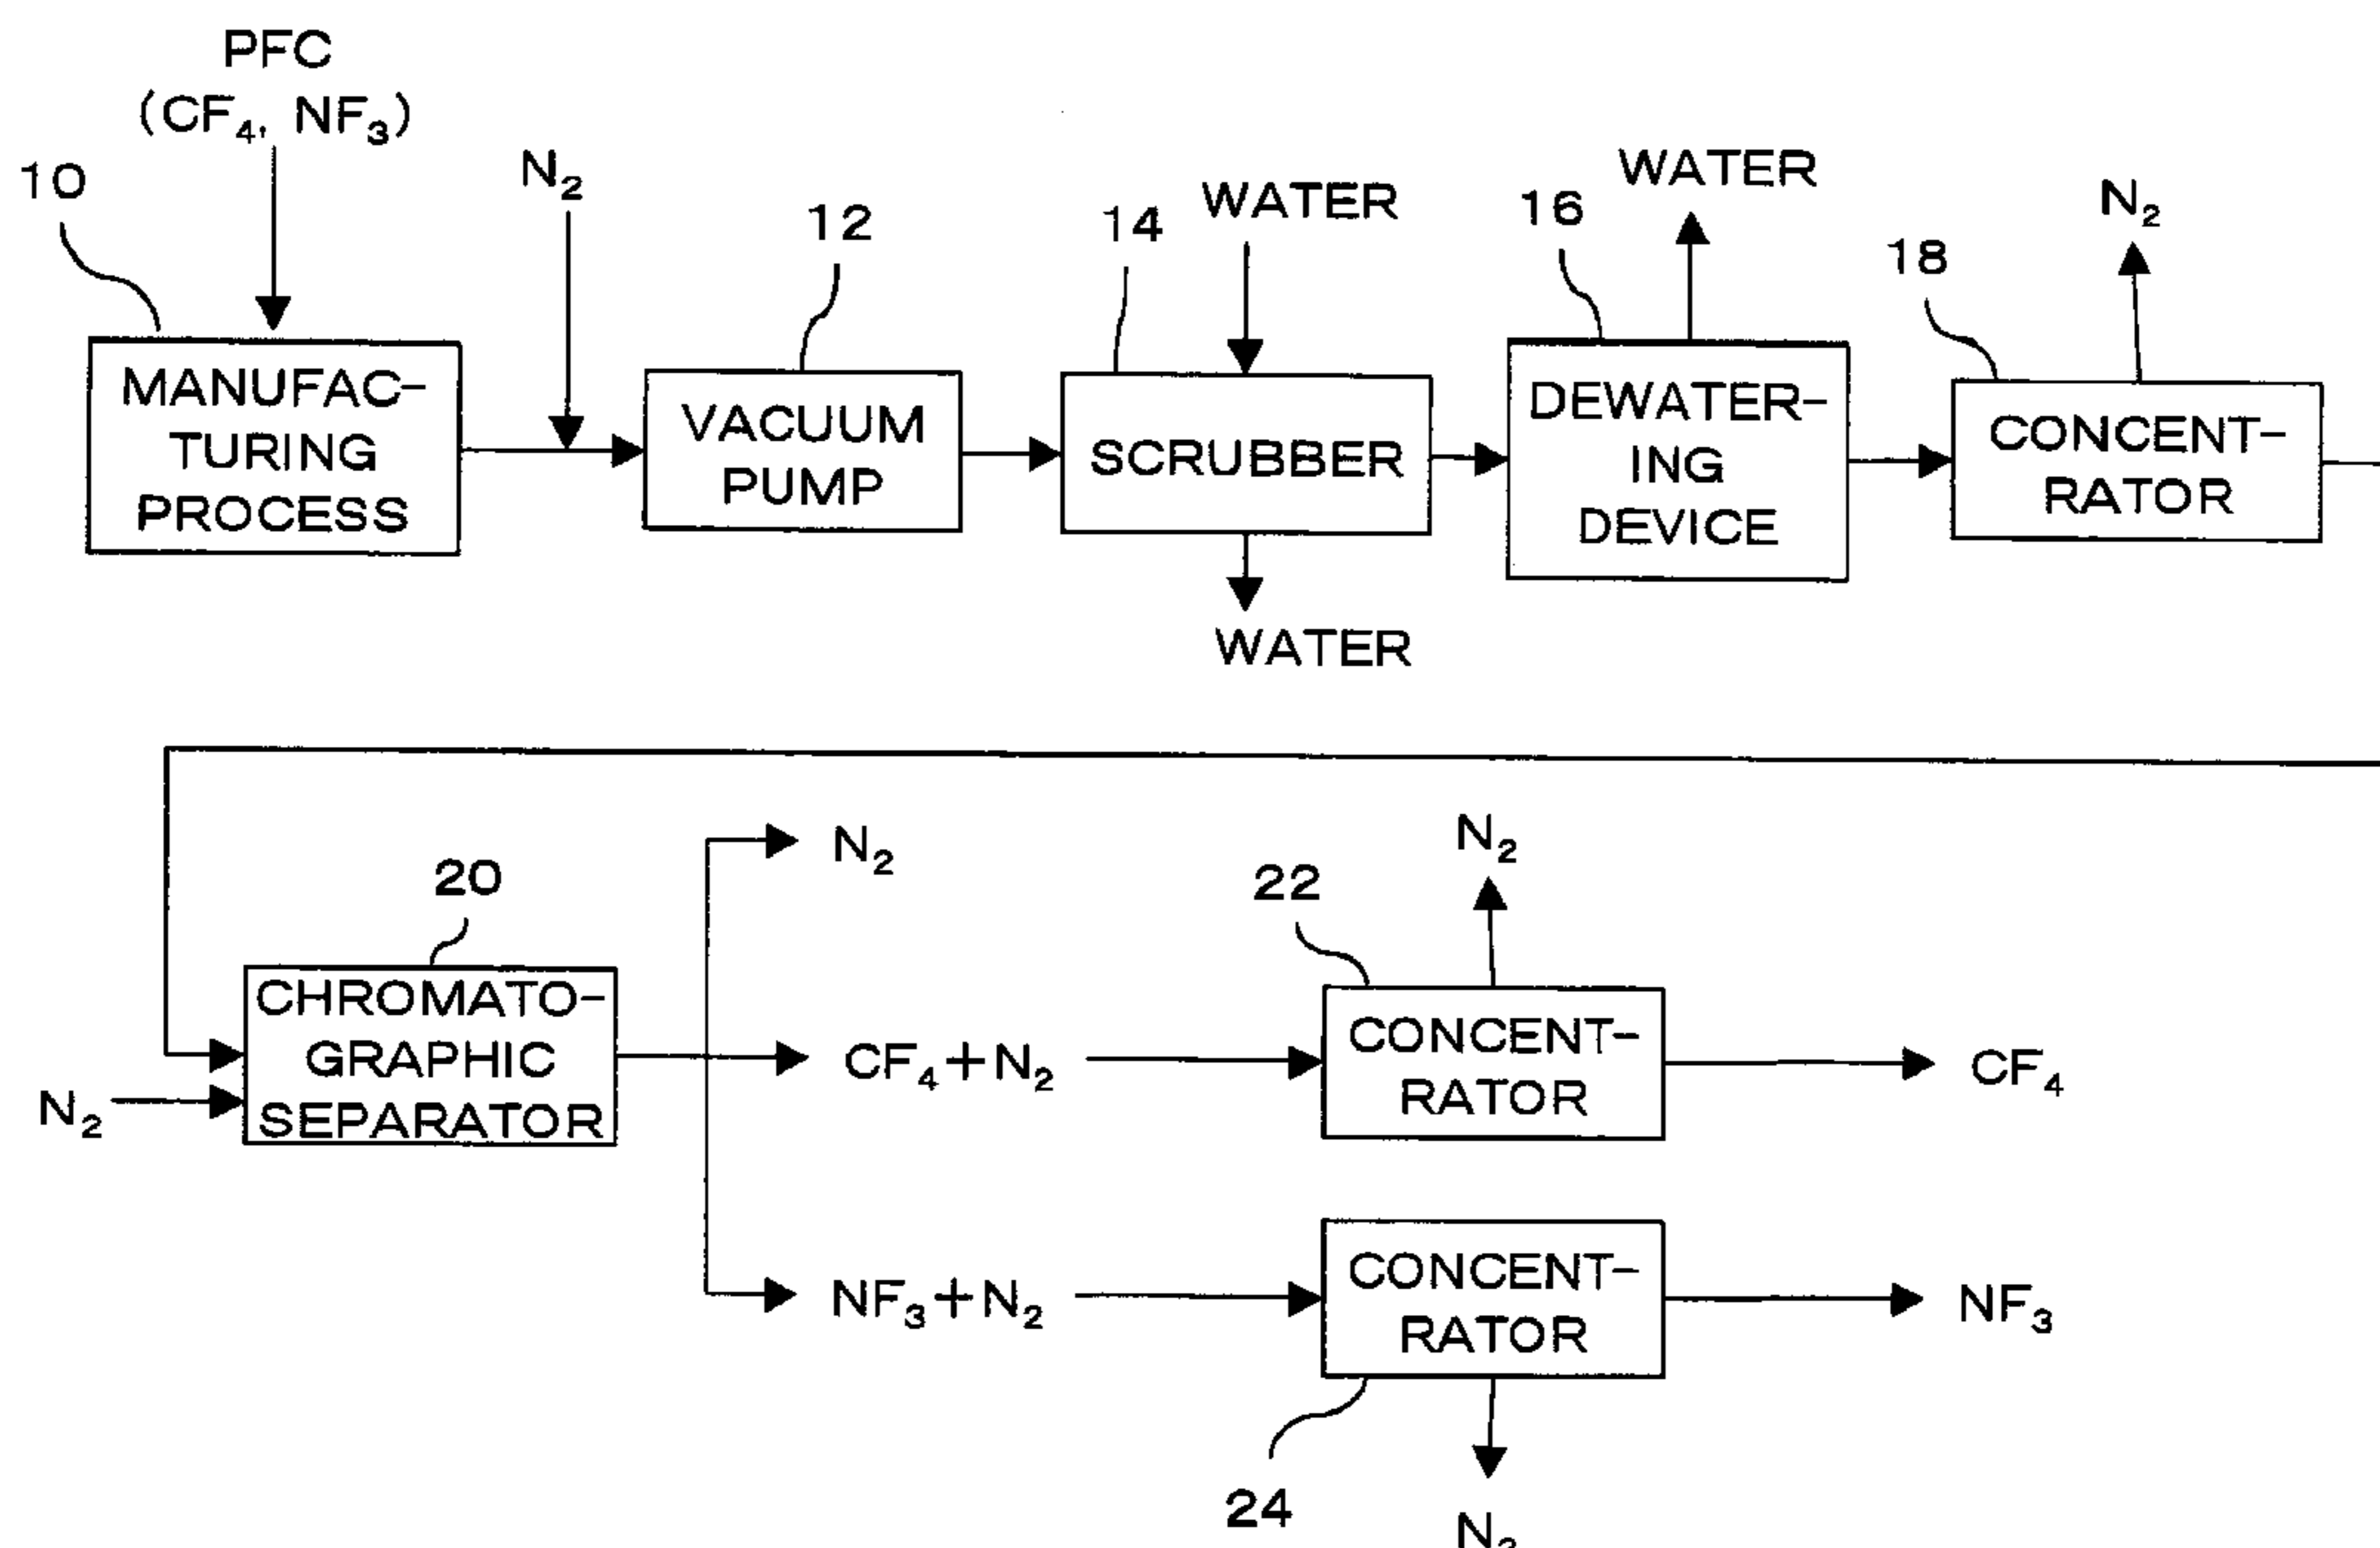 PFC
(CF₄, NF₃)
10
N₂
12
14
WATER
16
WATER
18
N₂
MANUFAC-
TURING
PROCESS
VACUUM
PUMP
SCRUBBER
DEWATER-
ING
DEVICE
CONCENT-
RATOR
WATER
20
N₂
22
N₂
CHROMATO-
GRAPHIC
SEPARATOR
N₂
CF₄+N₂
CONCENT-
RATOR
CF₄
NF₃+N₂
CONCENT-
RATOR
NF₃
24
N₂